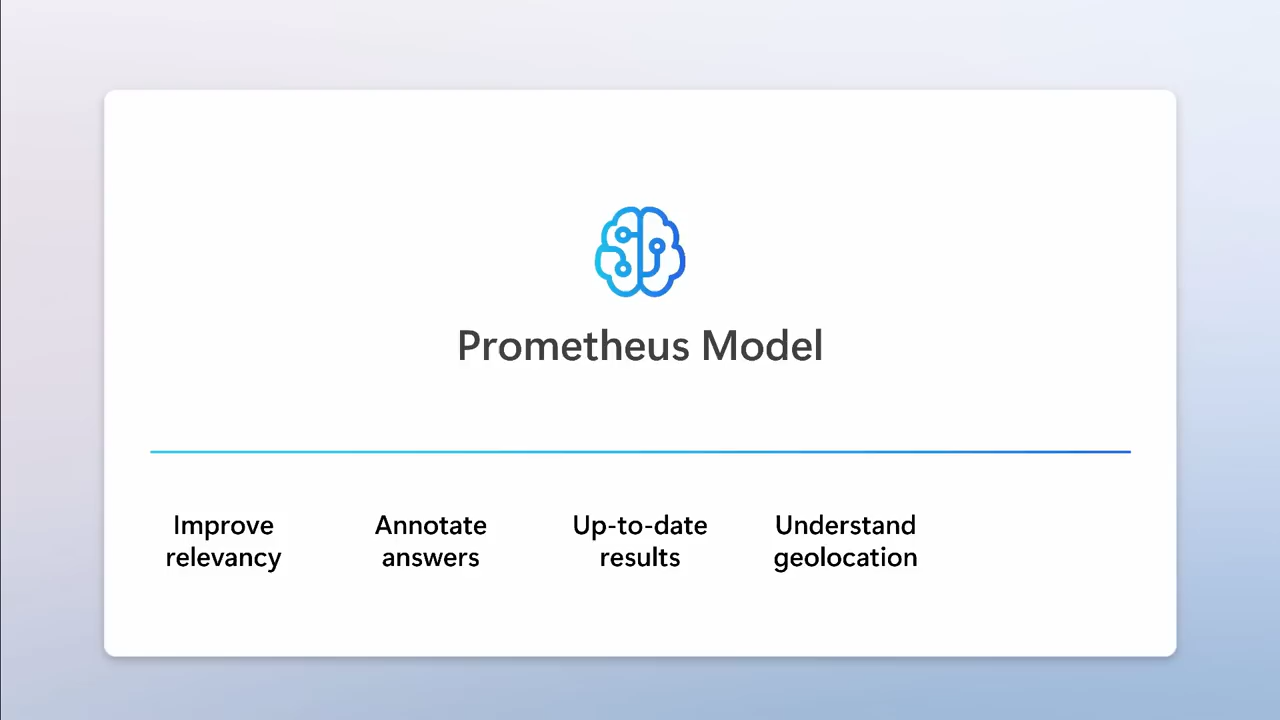 Prometheus Model
Improve
relevancy
Annotate
answers
Up-to-date
results
Understand
geolocation